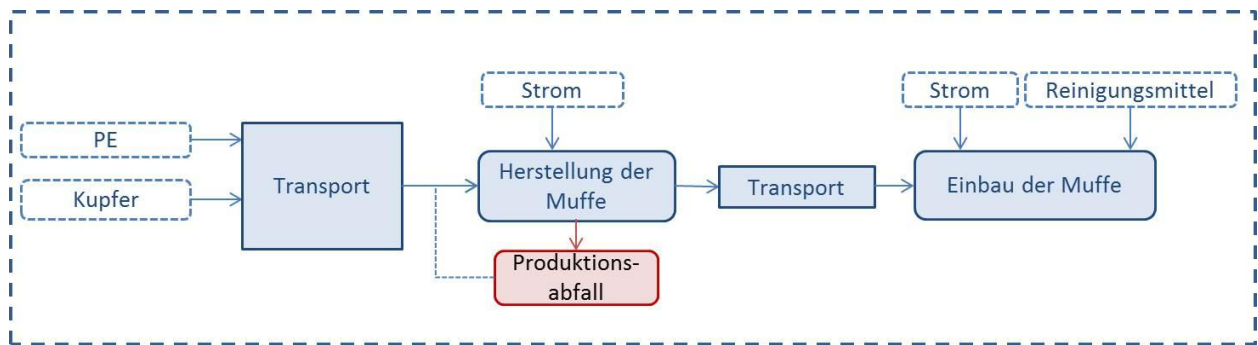 Strom
Strom
Reinigungsmittel
PE
Kupfer
Transport
Herstellung der
Muffe
Transport
Einbau der Muffe
Produktions-
abfall